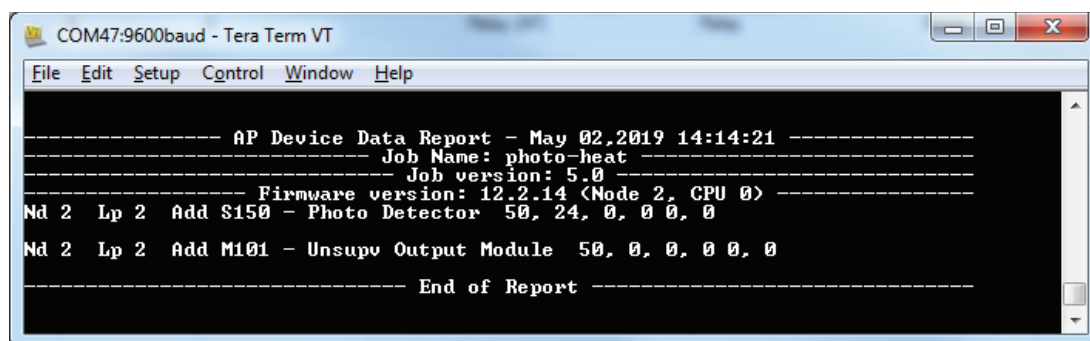 COM47:9600baud - Tera Term VT
File Edit Setup Control Window Help
---------------- AP Device Data Report - May 02,2019 14:14:21 ---------------
---------------------------- Job Name: photo-heat ---------------------------
------------------------------ Job version: 5.0 ------------------------------
------------------ Firmware version: 12.2.14 (Node 2, CPU 0) ----------------
Nd 2 Lp 2 Add S150 - Photo Detector 50, 24, 0, 0 0, 0
Nd 2 Lp 2 Add M101 - Unsupv Output Module 50, 0, 0, 0 0, 0
------------------------------- End of Report -------------------------------